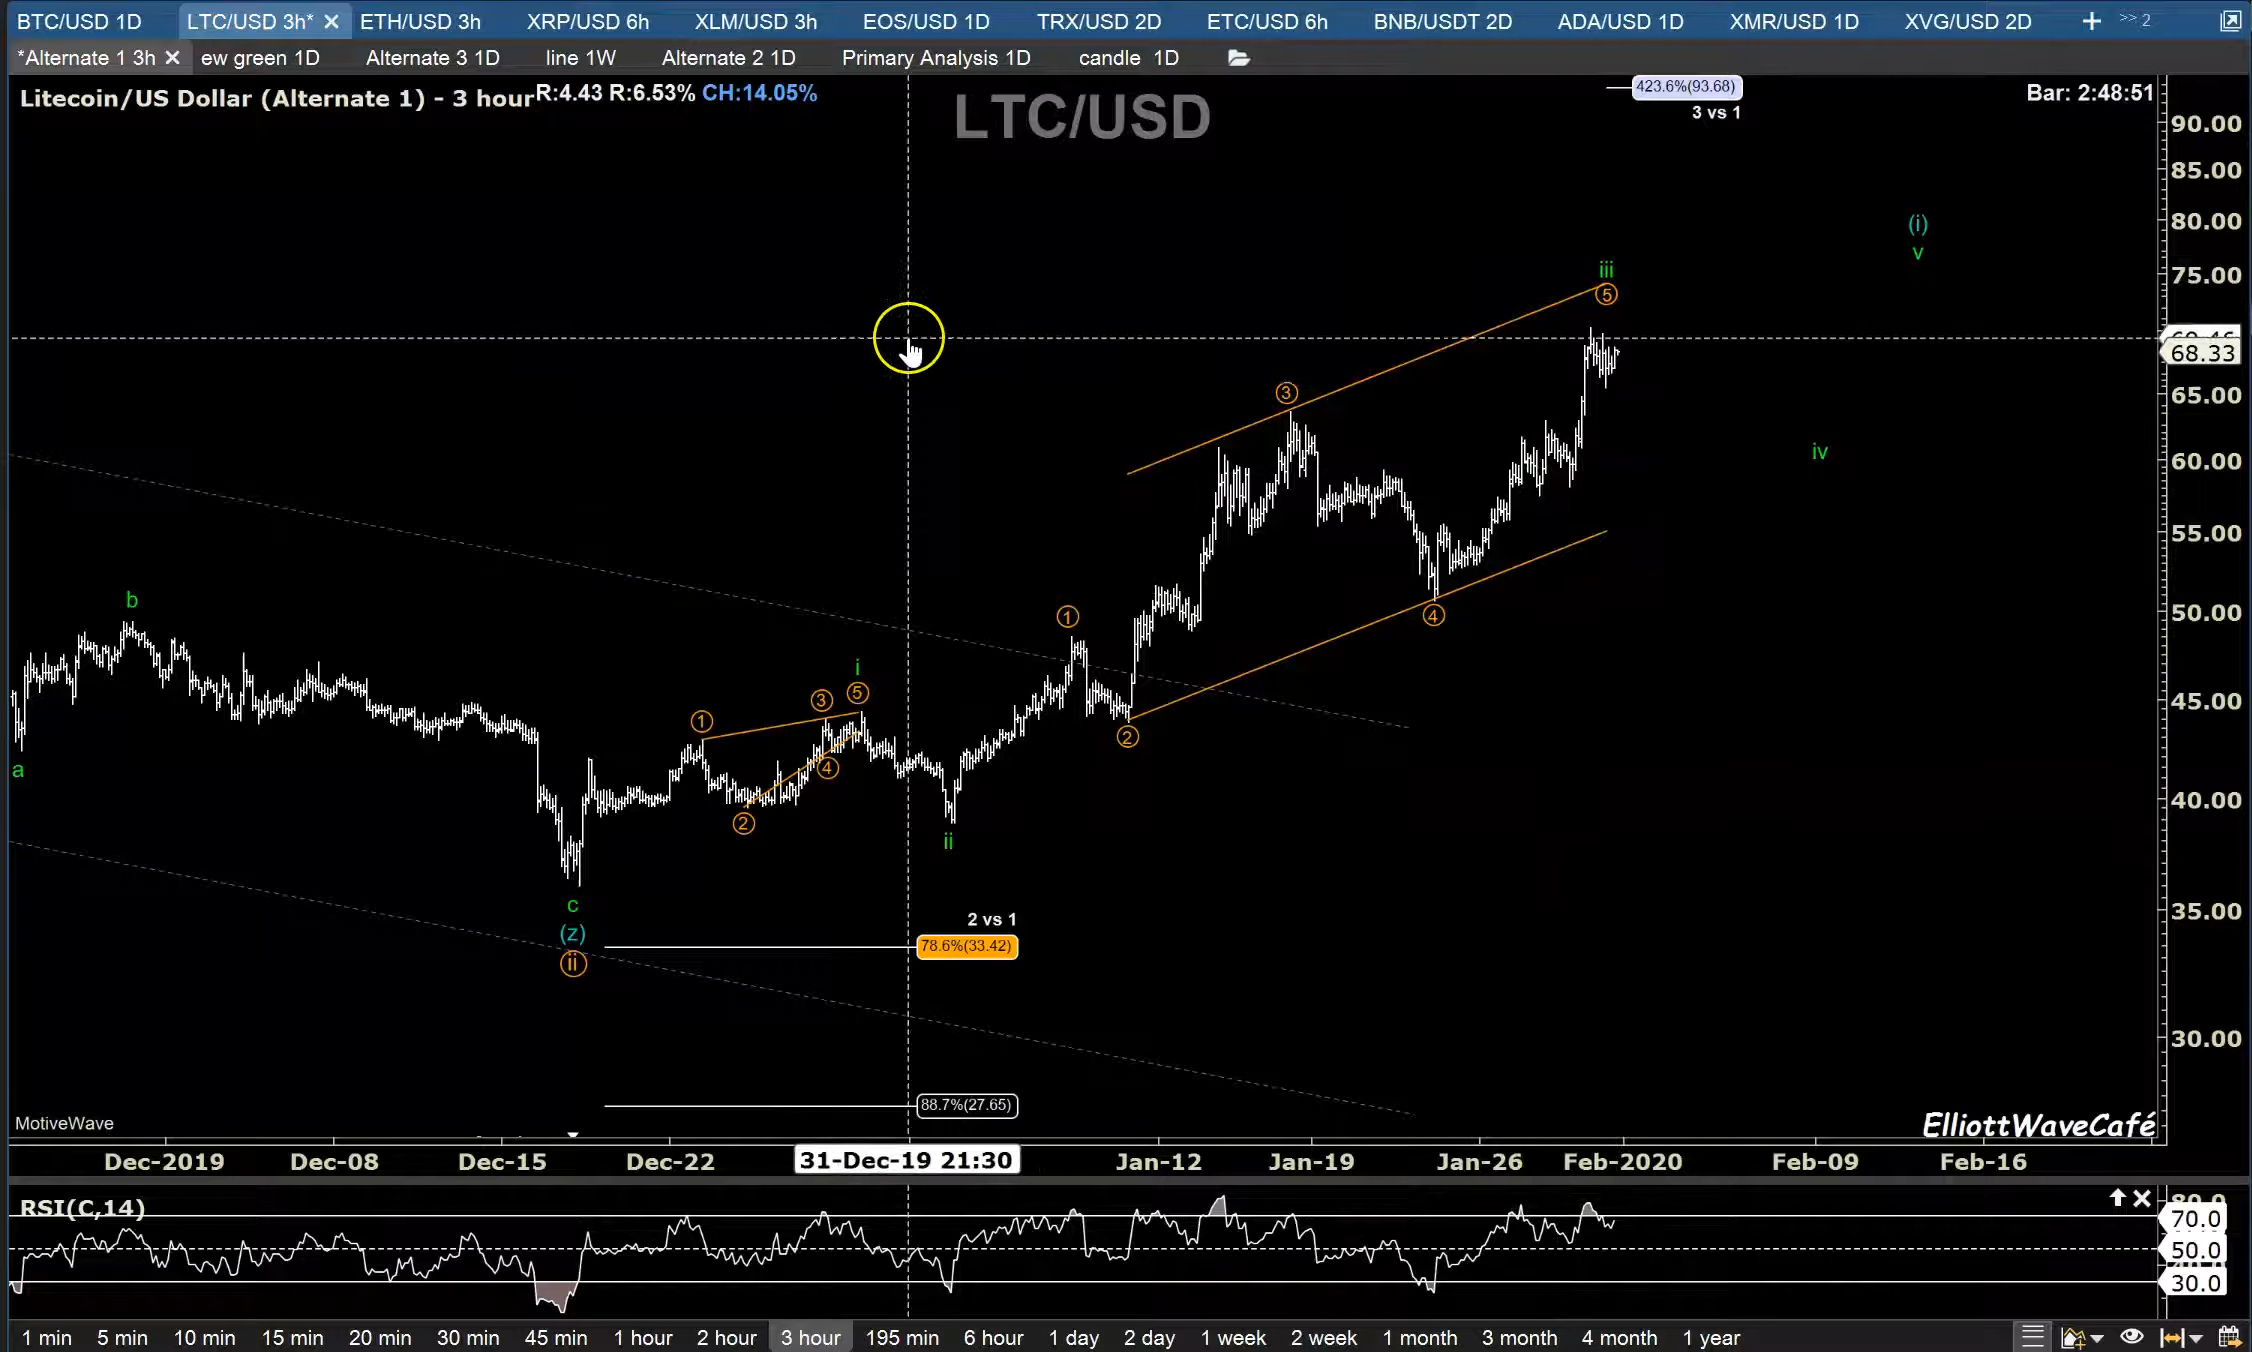 BTC/USD 1D LTC/USD 3h* ETH/USD 3h XRP/USD 6h XLM/USD 3h EOS/USD 1D TRX/USD 2D ETC/USD 6h BNB/USDT 2D ADA/USD 1D XMR/USD 1D XVG/USD 2D + >> 2
*Alternate 1 3h ew green 1D Alternate 3 1D line 1W Alternate 2 1D Primary Analysis 1D candle 1D
Litecoin/US Dollar (Alternate 1) - 3 hour R:4.43 R:6.53% CH:14.05%
LTC/USD
423.6%(93.68)
3 vs 1
Bar: 2:48:51
90.00
85.00
80.00
75.00
68.33
65.00
60.00
55.00
50.00
45.00
40.00
35.00
30.00
(i)
v
iii
5
3
iv
b
1
4
i
3
5
1
2
a
4
2
ii
c
(z)
ii
2 vs 1
78.6%(33.42)
88.7%(27.65)
MotiveWave
ElliottWaveCafé
Dec-2019 Dec-08 Dec-15 Dec-22 31-Dec-19 21:30 Jan-12 Jan-19 Jan-26 Feb-2020 Feb-09 Feb-16
RSI(C,14)
70.0
50.0
30.0
1 min 5 min 10 min 15 min 20 min 30 min 45 min 1 hour 2 hour 3 hour 195 min 6 hour 1 day 2 day 1 week 2 week 1 month 3 month 4 month 1 year